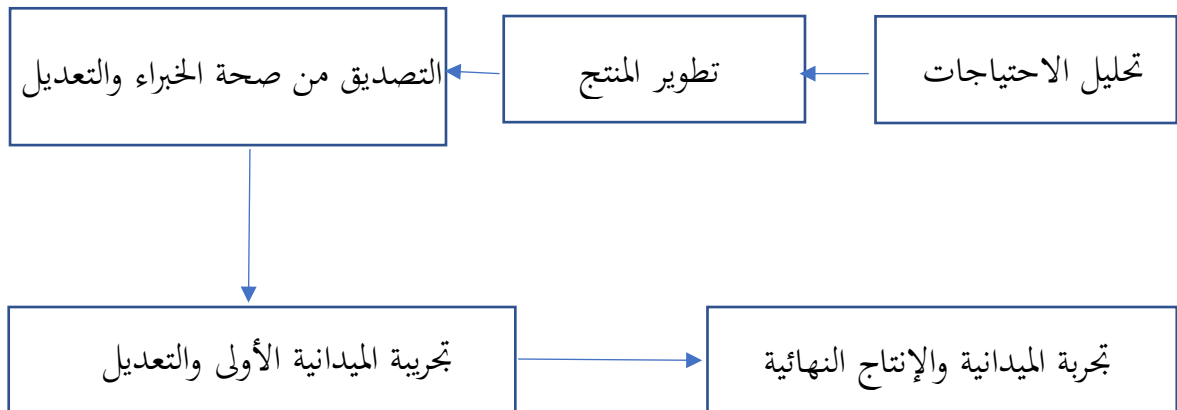 تحليل الاحتياجات
تطوير المنتج
التصديق من صحة الخبراء والتعديل
تجريبة الميدانية الأولى والتعديل
تجربة الميدانية والإنتاج النهائية